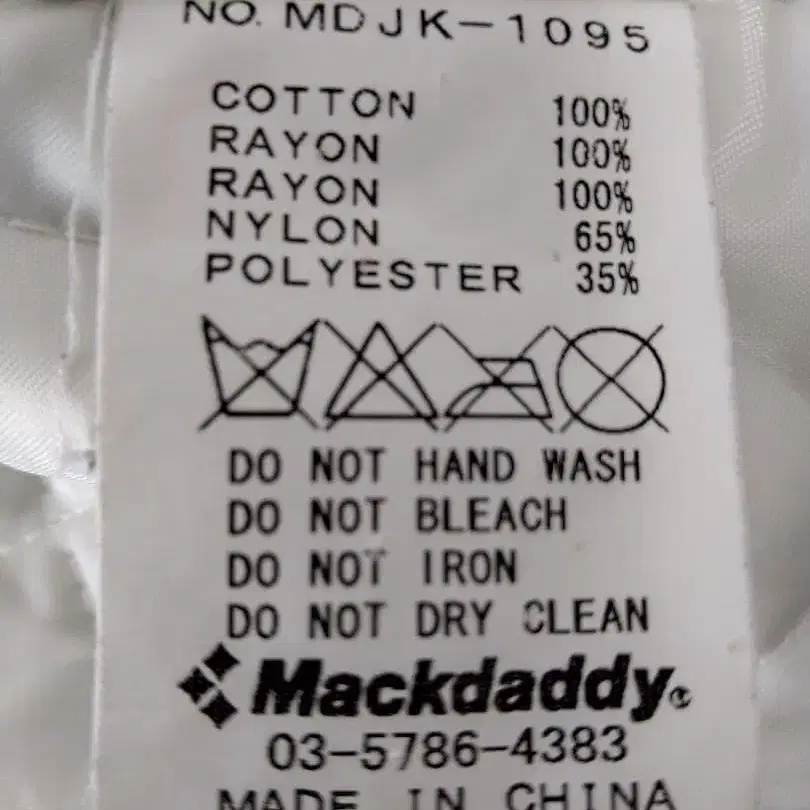 NO. MDJK-1095
COTTON 100%
RAYON 100%
RAYON 100%
NYLON 65%
POLYESTER 35%
DO NOT HAND WASH
DO NOT BLEACH
DO NOT IRON
DO NOT DRY CLEAN
Mackdaddy®
03-5786-4383
MADE IN CHINA